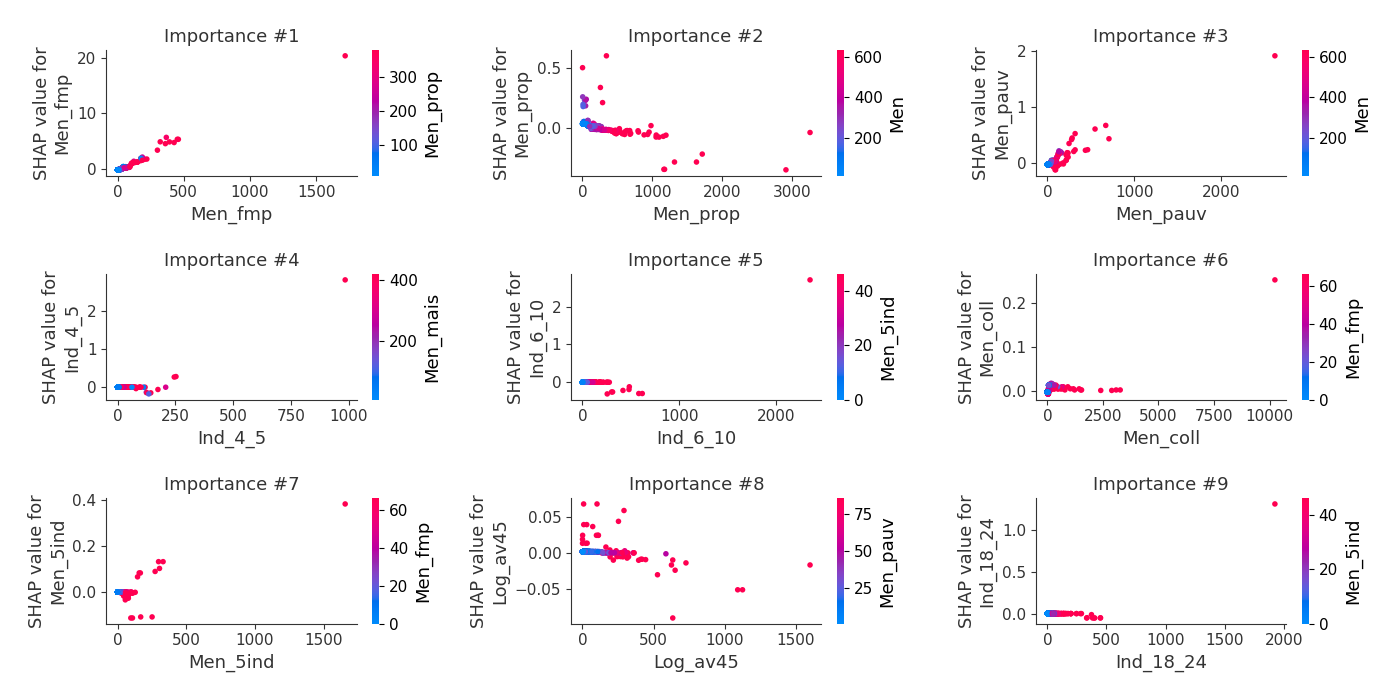 Importance #1
SHAP value for
Men_fmp
20
10
0
0
500
1000
1500
Men_fmp
300
200
100
Men_prop
Importance #2
SHAP value for
Men_prop
0.5
0.0
0
1000
2000
3000
Men_prop
600
400
200
Men
Importance #3
SHAP value for
Men_pauv
2
1
0
0
1000
2000
Men_pauv
600
400
200
Men
Importance #4
SHAP value for
Ind_4_5
2
1
0
0
250
500
750
1000
Ind_4_5
400
200
Men_mais
Importance #5
SHAP value for
Ind_6_10
2
1
0
0
1000
2000
Ind_6_10
40
20
0
Men_5ind
Importance #6
SHAP value for
Men_coll
0.2
0.1
0.0
0
2500
5000
7500
10000
Men_coll
60
40
20
0
Men_fmp
Importance #7
SHAP value for
Men_5ind
0.4
0.2
0.0
0
500
1000
1500
Men_5ind
60
40
20
0
Men_fmp
Importance #8
SHAP value for
Log_av45
0.05
0.00
−0.05
0
500
1000
1500
Log_av45
75
50
25
Men_pauv
Importance #9
SHAP value for
Ind_18_24
1.0
0.5
0.0
0
500
1000
1500
2000
Ind_18_24
40
20
0
Men_5ind